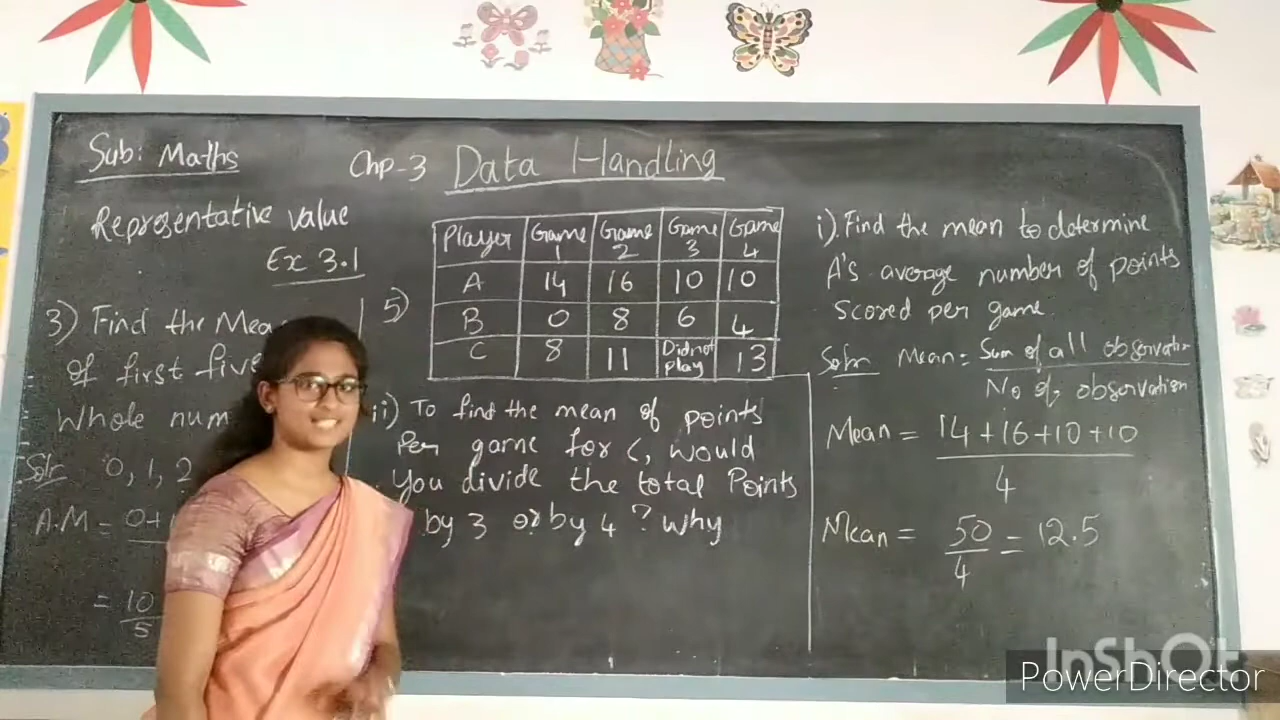 Sub: Maths
Chp-3 Data Handling
Representative value
Ex 3.1
3) Find the Mea
of first five
Whole num
Soln 0, 1, 2
A.M = 0+
= 10
5
5)
Player Game 1 Game 2 Game 3 Game 4
A 14 16 10 10
B 0 8 6 4
C 8 11 Did not play 13
ii) To find the mean of points
Per game for C, would
You divide the total Points
by 3 or by 4 ? Why
i). Find the mean to determine
A's average number of points
scored per game.
Soln Mean = Sum of all observation
No of observation
Mean = 14+16+10+10
4
Mean = 50 = 12.5
4
InShOt
PowerDirector